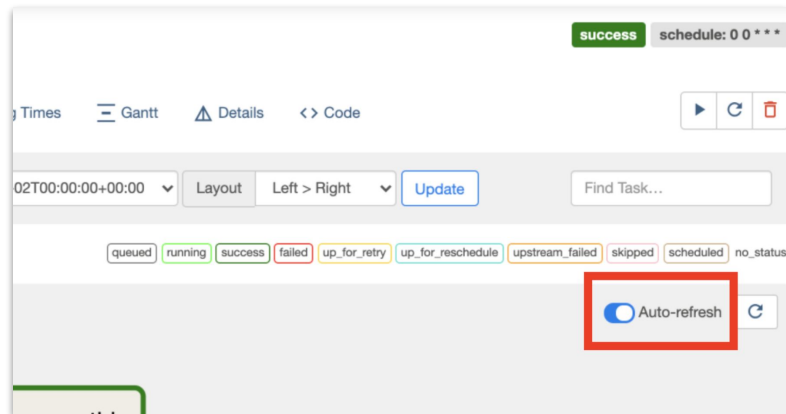 success schedule: 0 0 * * *
Times Gantt Details <> Code
02T00:00:00+00:00 Layout Left > Right Update Find Task...
queued running success failed up_for_retry up_for_reschedule upstream_failed skipped scheduled no_status
Auto-refresh